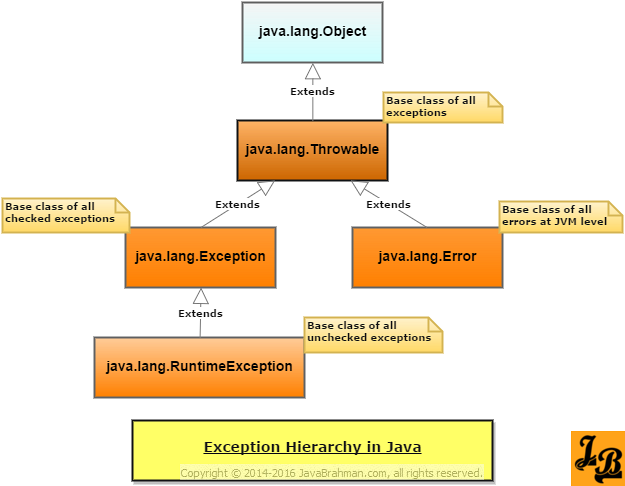 java.lang.Object
Extends
Base class of all
exceptions
java.lang.Throwable
Extends
Extends
Base class of all
checked exceptions
Base class of all
errors at JVM level
java.lang.Exception
java.lang.Error
Extends
Base class of all
unchecked exceptions
java.lang.RuntimeException
Exception Hierarchy in Java
Copyright © 2014-2016 JavaBrahman.com, all rights reserved.
JB